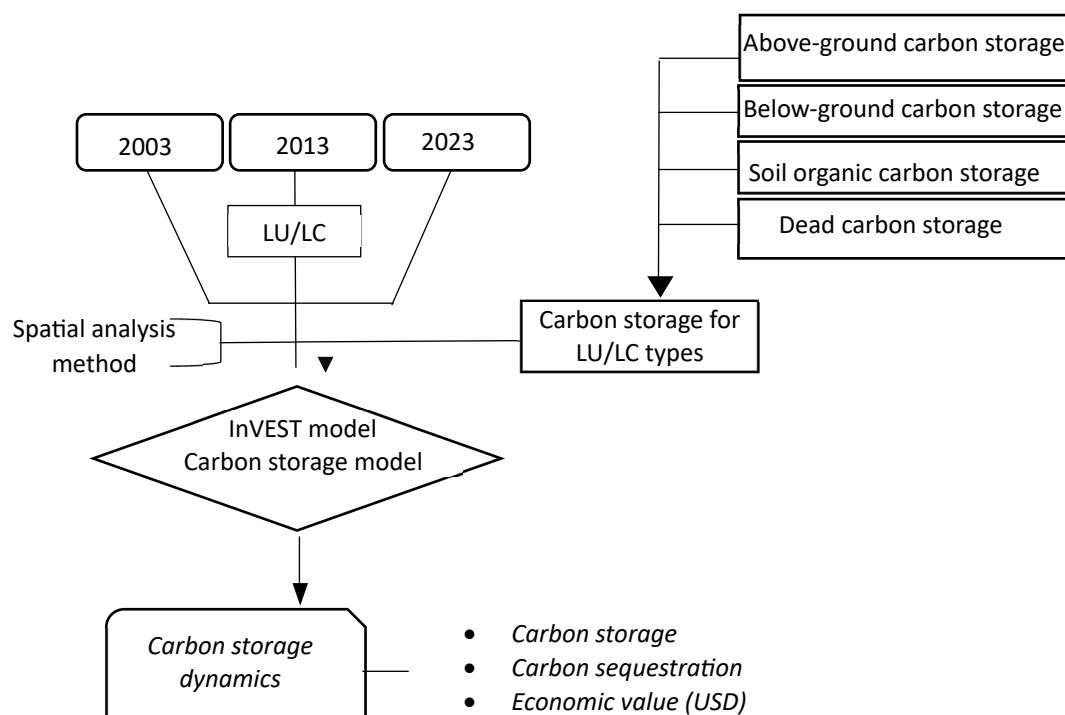 Above-ground carbon storage
Below-ground carbon storage
Soil organic carbon storage
Dead carbon storage
2003
2013
2023
LU/LC
Spatial analysis
method
Carbon storage for
LU/LC types
InVEST model
Carbon storage model
Carbon storage
dynamics
• Carbon storage
• Carbon sequestration
• Economic value (USD)